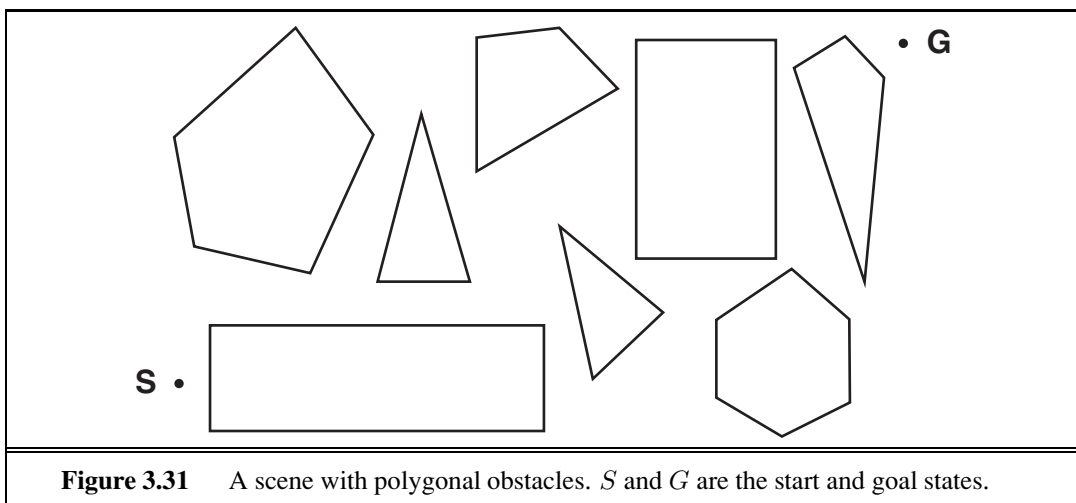 G
S
Figure 3.31 A scene with polygonal obstacles. S and G are the start and goal states.